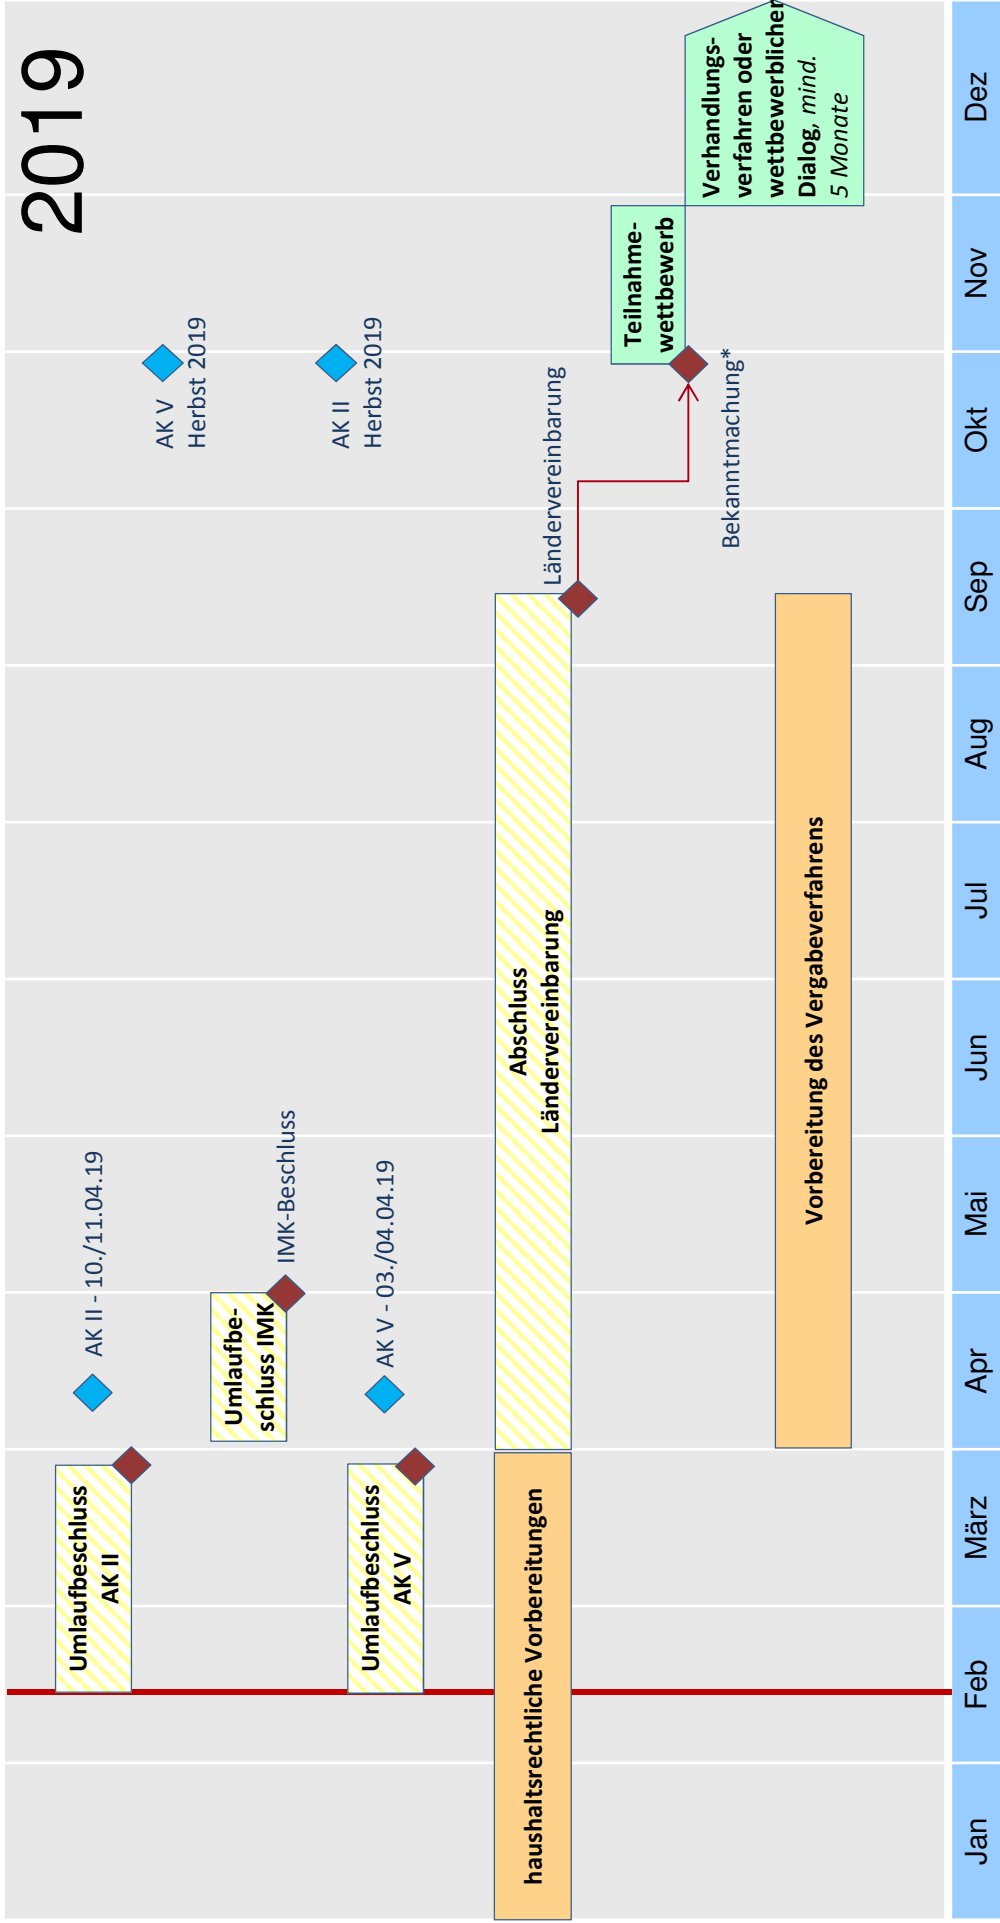 2019
Umlaufbeschluss
AK II
AK II - 10./11.04.19
AK V
Herbst 2019
Umlaufbe-
schluss IMK
IMK-Beschluss
AK II
Herbst 2019
Umlaufbeschluss
AK V
AK V - 03./04.04.19
haushaltsrechtliche Vorbereitungen
Abschluss
Ländervereinbarung
Ländervereinbarung
Teilnahme-
wettbewerb
Bekanntmachung*
Verhandlungs-
verfahren oder
wettbewerblicher
Dialog, mind.
5 Monate
Vorbereitung des Vergabeverfahrens
Jan
Feb
März
Apr
Mai
Jun
Jul
Aug
Sep
Okt
Nov
Dez